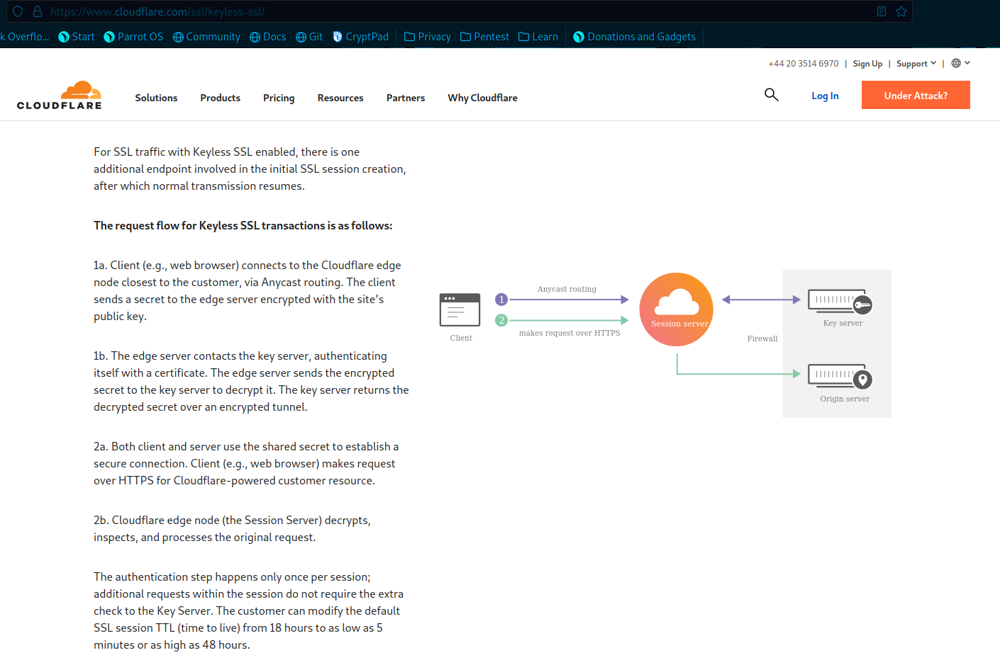 https://www.cloudflare.com/ssl/keyless-ssl/
k Overflo... Start Parrot OS Community Docs Git CryptPad Privacy Pentest Learn Donations and Gadgets
+44 20 3514 6970 | Sign Up | Support |
CLOUDFLARE Solutions Products Pricing Resources Partners Why Cloudflare Log In Under Attack?
For SSL traffic with Keyless SSL enabled, there is one
additional endpoint involved in the initial SSL session creation,
after which normal transmission resumes.
The request flow for Keyless SSL transactions is as follows:
1a. Client (e.g., web browser) connects to the Cloudflare edge
node closest to the customer, via Anycast routing. The client
sends a secret to the edge server encrypted with the site’s
public key.
1b. The edge server contacts the key server, authenticating
itself with a certificate. The edge server sends the encrypted
secret to the key server to decrypt it. The key server returns the
decrypted secret over an encrypted tunnel.
2a. Both client and server use the shared secret to establish a
secure connection. Client (e.g., web browser) makes request
over HTTPS for Cloudflare-powered customer resource.
2b. Cloudflare edge node (the Session Server) decrypts,
inspects, and processes the original request.
The authentication step happens only once per session;
additional requests within the session do not require the extra
check to the Key Server. The customer can modify the default
SSL session TTL (time to live) from 18 hours to as low as 5
minutes or as high as 48 hours.
Client
1
Anycast routing
2
makes request over HTTPS
Session server
Firewall
Key server
Origin server